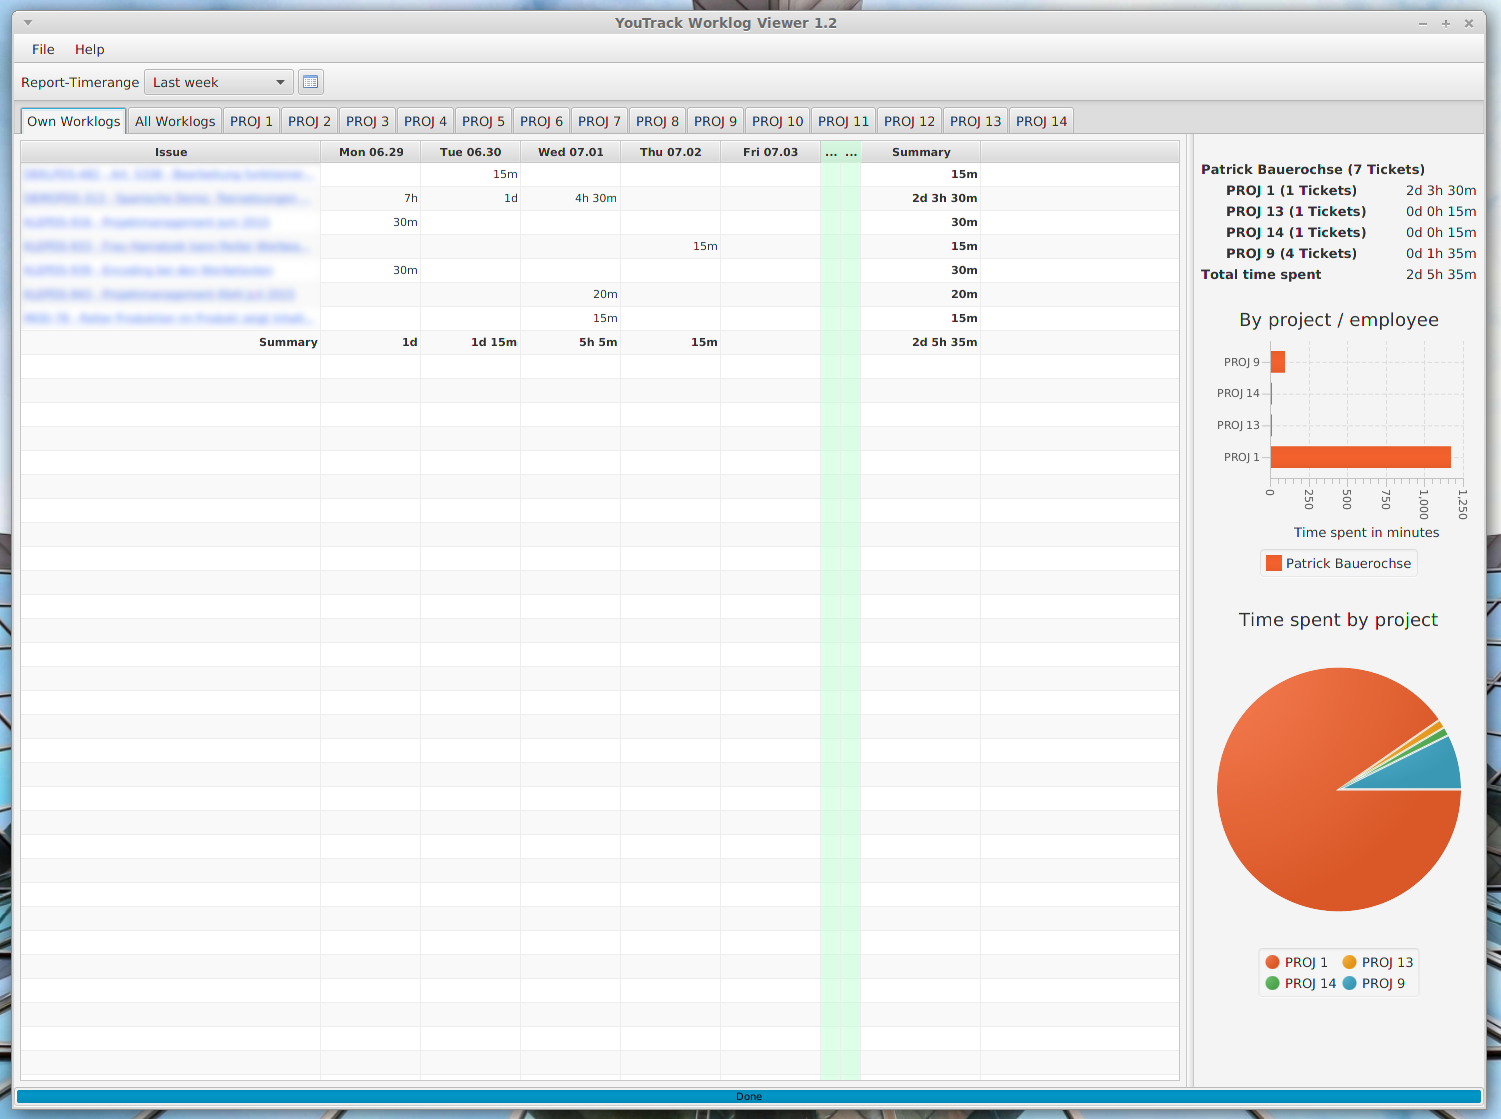 YouTrack Worklog Viewer 1.2
File Help
Report-Timerange Last week
Own Worklogs All Worklogs PROJ 1 PROJ 2 PROJ 3 PROJ 4 PROJ 5 PROJ 6 PROJ 7 PROJ 8 PROJ 9 PROJ 10 PROJ 11 PROJ 12 PROJ 13 PROJ 14
Issue Mon 06.29 Tue 06.30 Wed 07.01 Thu 07.02 Fri 07.03 ... ... Summary
15m 15m
7h 1d 4h 30m 2d 3h 30m
30m 30m
15m 15m
30m 30m
20m 20m
15m 15m
Summary 1d 1d 15m 5h 5m 15m 2d 5h 35m
Patrick Bauerochse (7 Tickets)
PROJ 1 (1 Tickets) 2d 3h 30m
PROJ 13 (1 Tickets) 0d 0h 15m
PROJ 14 (1 Tickets) 0d 0h 15m
PROJ 9 (4 Tickets) 0d 1h 35m
Total time spent 2d 5h 35m
By project / employee
PROJ 9
PROJ 14
PROJ 13
PROJ 1
0 250 500 750 1,000 1,250
Time spent in minutes
Patrick Bauerochse
Time spent by project
PROJ 1 PROJ 13
PROJ 14 PROJ 9
Done